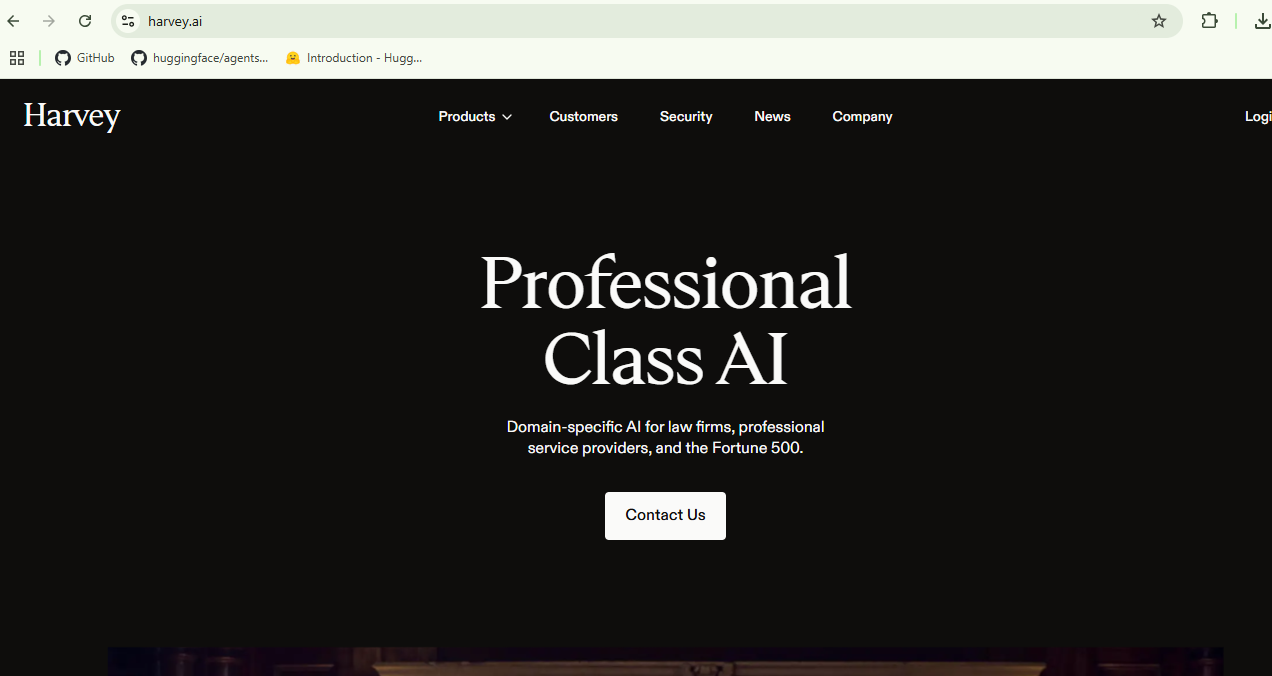 harvey.ai
GitHub huggingface/agents... Introduction - Hugg...
Harvey Products Customers Security News Company Logi
Professional
Class AI
Domain-specific AI for law firms, professional
service providers, and the Fortune 500.
Contact Us